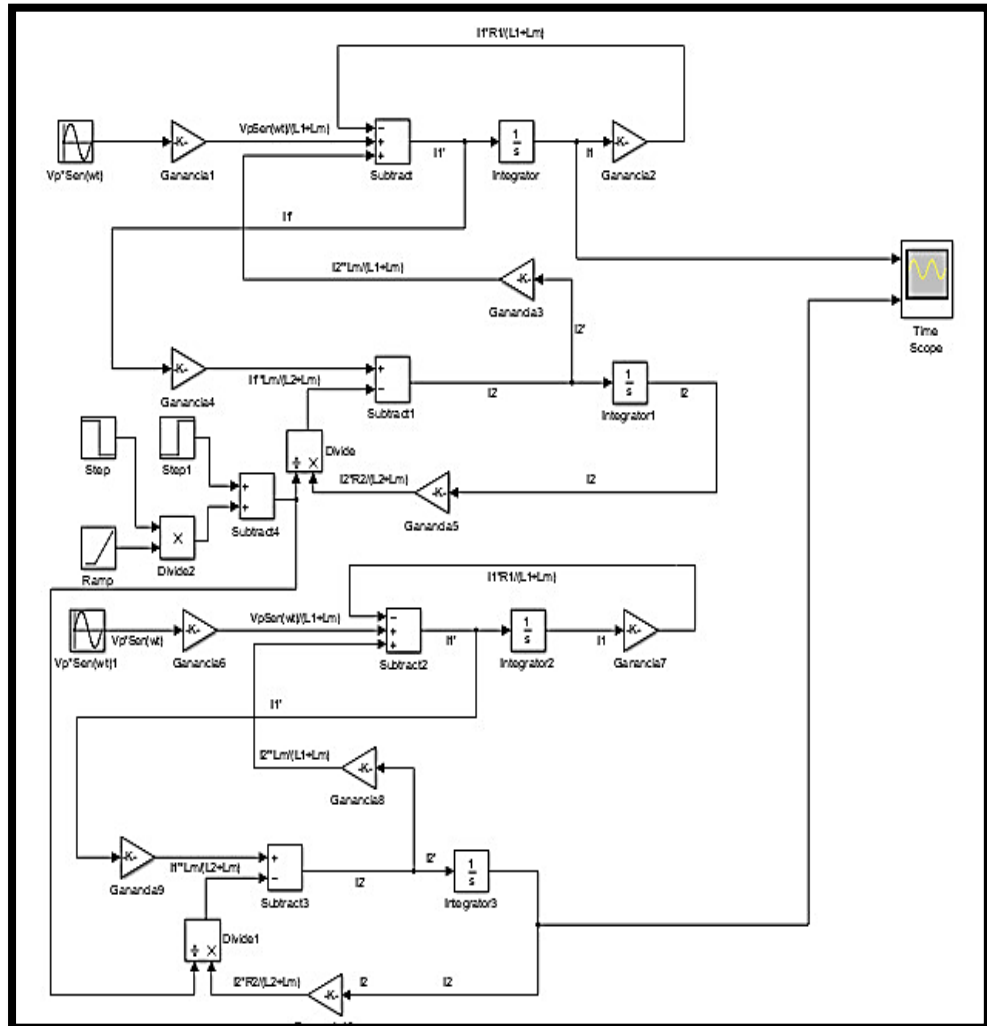 I1*R1/(L1+Lm)
VpSen(wt)/(L1+Lm)
-K-
-K-
1
s
Vp*Sen(wt)
Ganancia1
Subtract
I1'
Integrator
I1
Ganancia2
I1'
I2'*Lm/(L1+Lm)
-K-
Ganancia3
I2'
Time
Scope
-K-
I1'*Lm/(L2+Lm)
Ganancia4
Subtract1
I2
1
s
Integrator1
I2
Step
Step1
Divide
I2*R2/(L2+Lm)
-K-
I2
Ganancia5
Subtract4
Ramp
Divide2
I1*R1/(L1+Lm)
Vp*Sen(wt)
-K-
VpSen(wt)/(L1+Lm)
1
s
-K-
Vp*Sen(wt)1
Ganancia6
Subtract2
I1'
Integrator2
I1
Ganancia7
I1'
I2'*Lm/(L1+Lm)
-K-
Ganancia8
-K-
I1'*Lm/(L2+Lm)
Ganancia9
Subtract3
I2
I2'
1
s
Integrator3
Divide1
I2*R2/(L2+Lm)
-K-
I2
I2